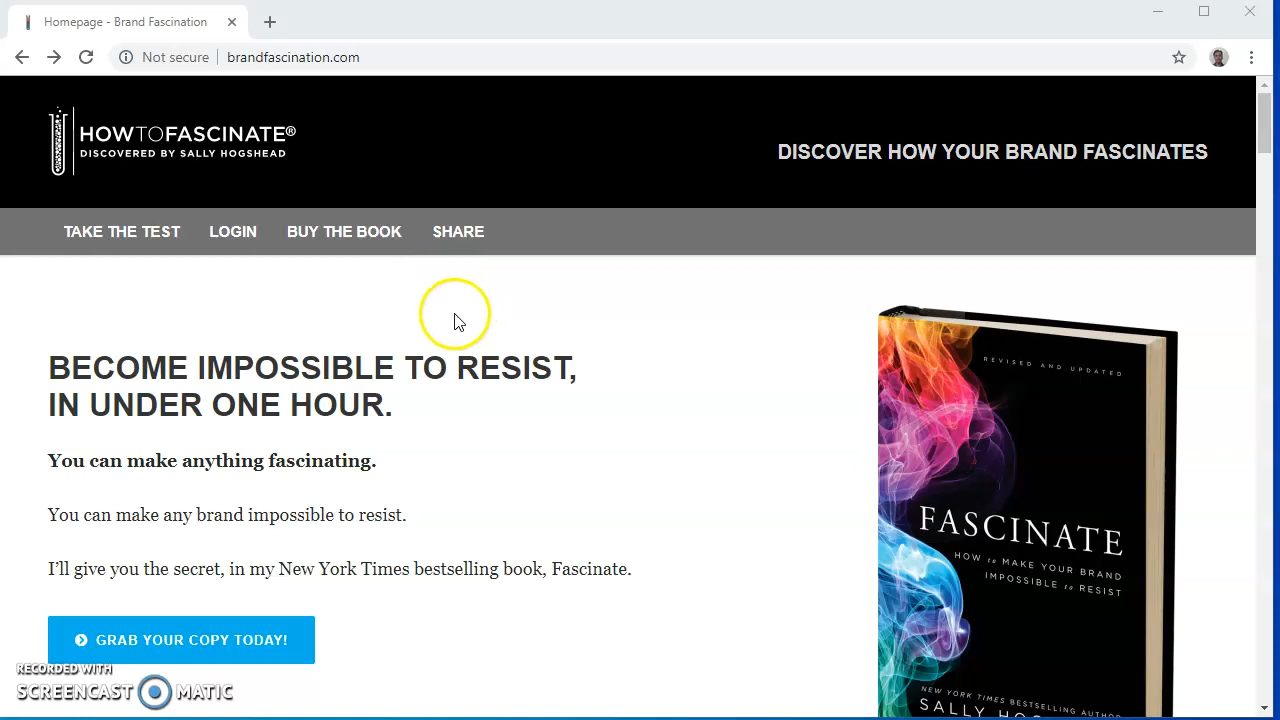 Homepage - Brand Fascination
Not secure
brandfascination.com
HOWTOFASCINATE®
DISCOVERED BY SALLY HOGSHEAD
DISCOVER HOW YOUR BRAND FASCINATES
TAKE THE TEST
LOGIN
BUY THE BOOK
SHARE
BECOME IMPOSSIBLE TO RESIST,
IN UNDER ONE HOUR.
You can make anything fascinating.
You can make any brand impossible to resist.
I'll give you the secret, in my New York Times bestselling book, Fascinate.
GRAB YOUR COPY TODAY!
REVISED AND UPDATED
FASCINATE
HOW to MAKE YOUR BRAND
IMPOSSIBLE to RESIST
NEW YORK TIMES BESTSELLING AUTHOR
SALLY
RECORDED WITH
SCREENCAST MATIC